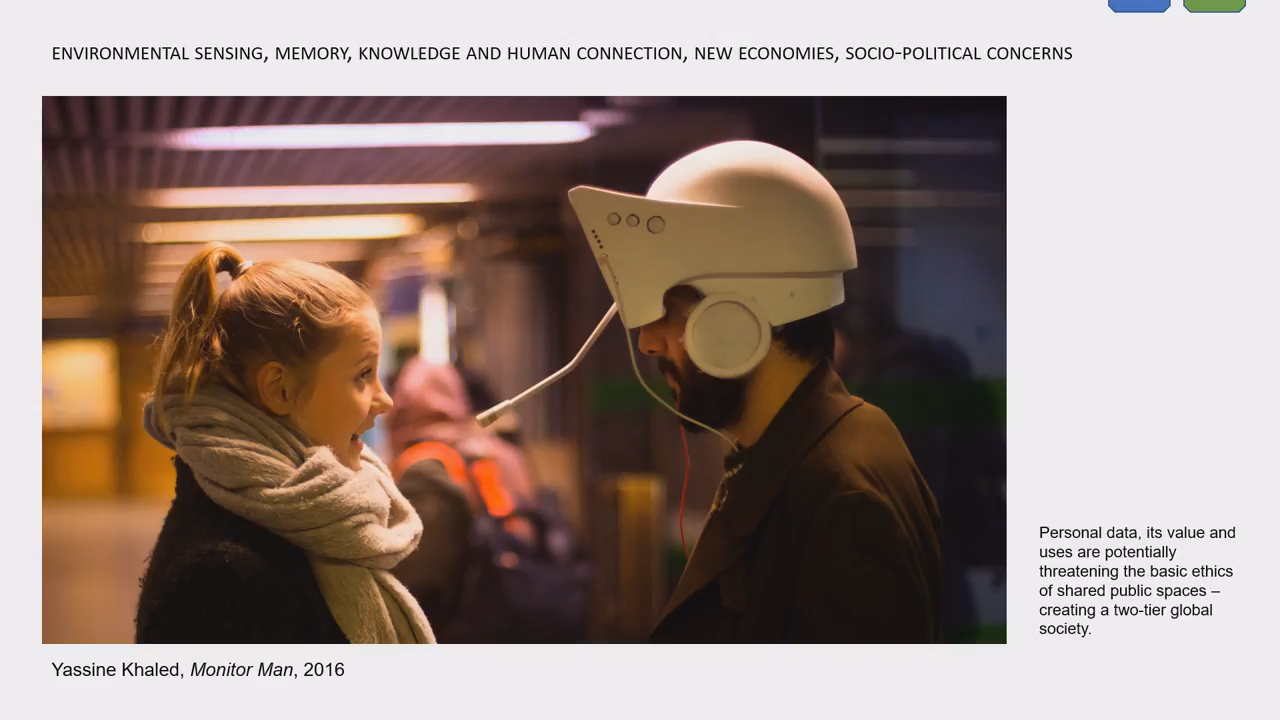 ENVIRONMENTAL SENSING, MEMORY, KNOWLEDGE AND HUMAN CONNECTION, NEW ECONOMIES, SOCIO-POLITICAL CONCERNS
Personal data, its value and
uses are potentially
threatening the basic ethics
of shared public spaces –
creating a two-tier global
society.
Yassine Khaled, Monitor Man, 2016